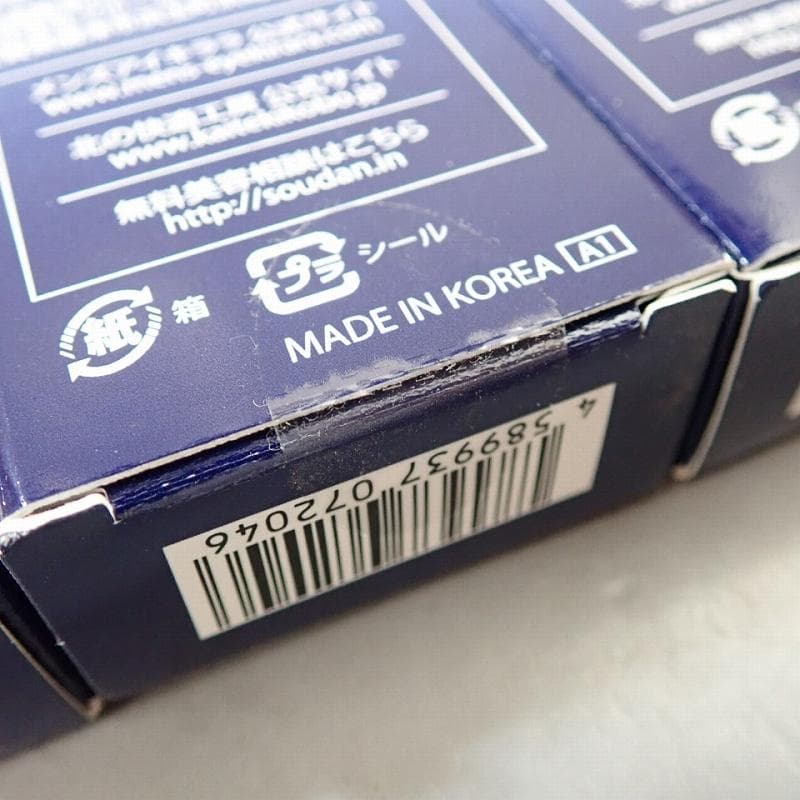 メンズアイキララ 公式サイト
www.mens-eyekirara.com
北の快適工房 公式サイト
www.kaitekikobo.jp
無料美容相談はこちら
http://soudan.in
紙 箱
プラ シール
MADE IN KOREA A1
4 589937 072046